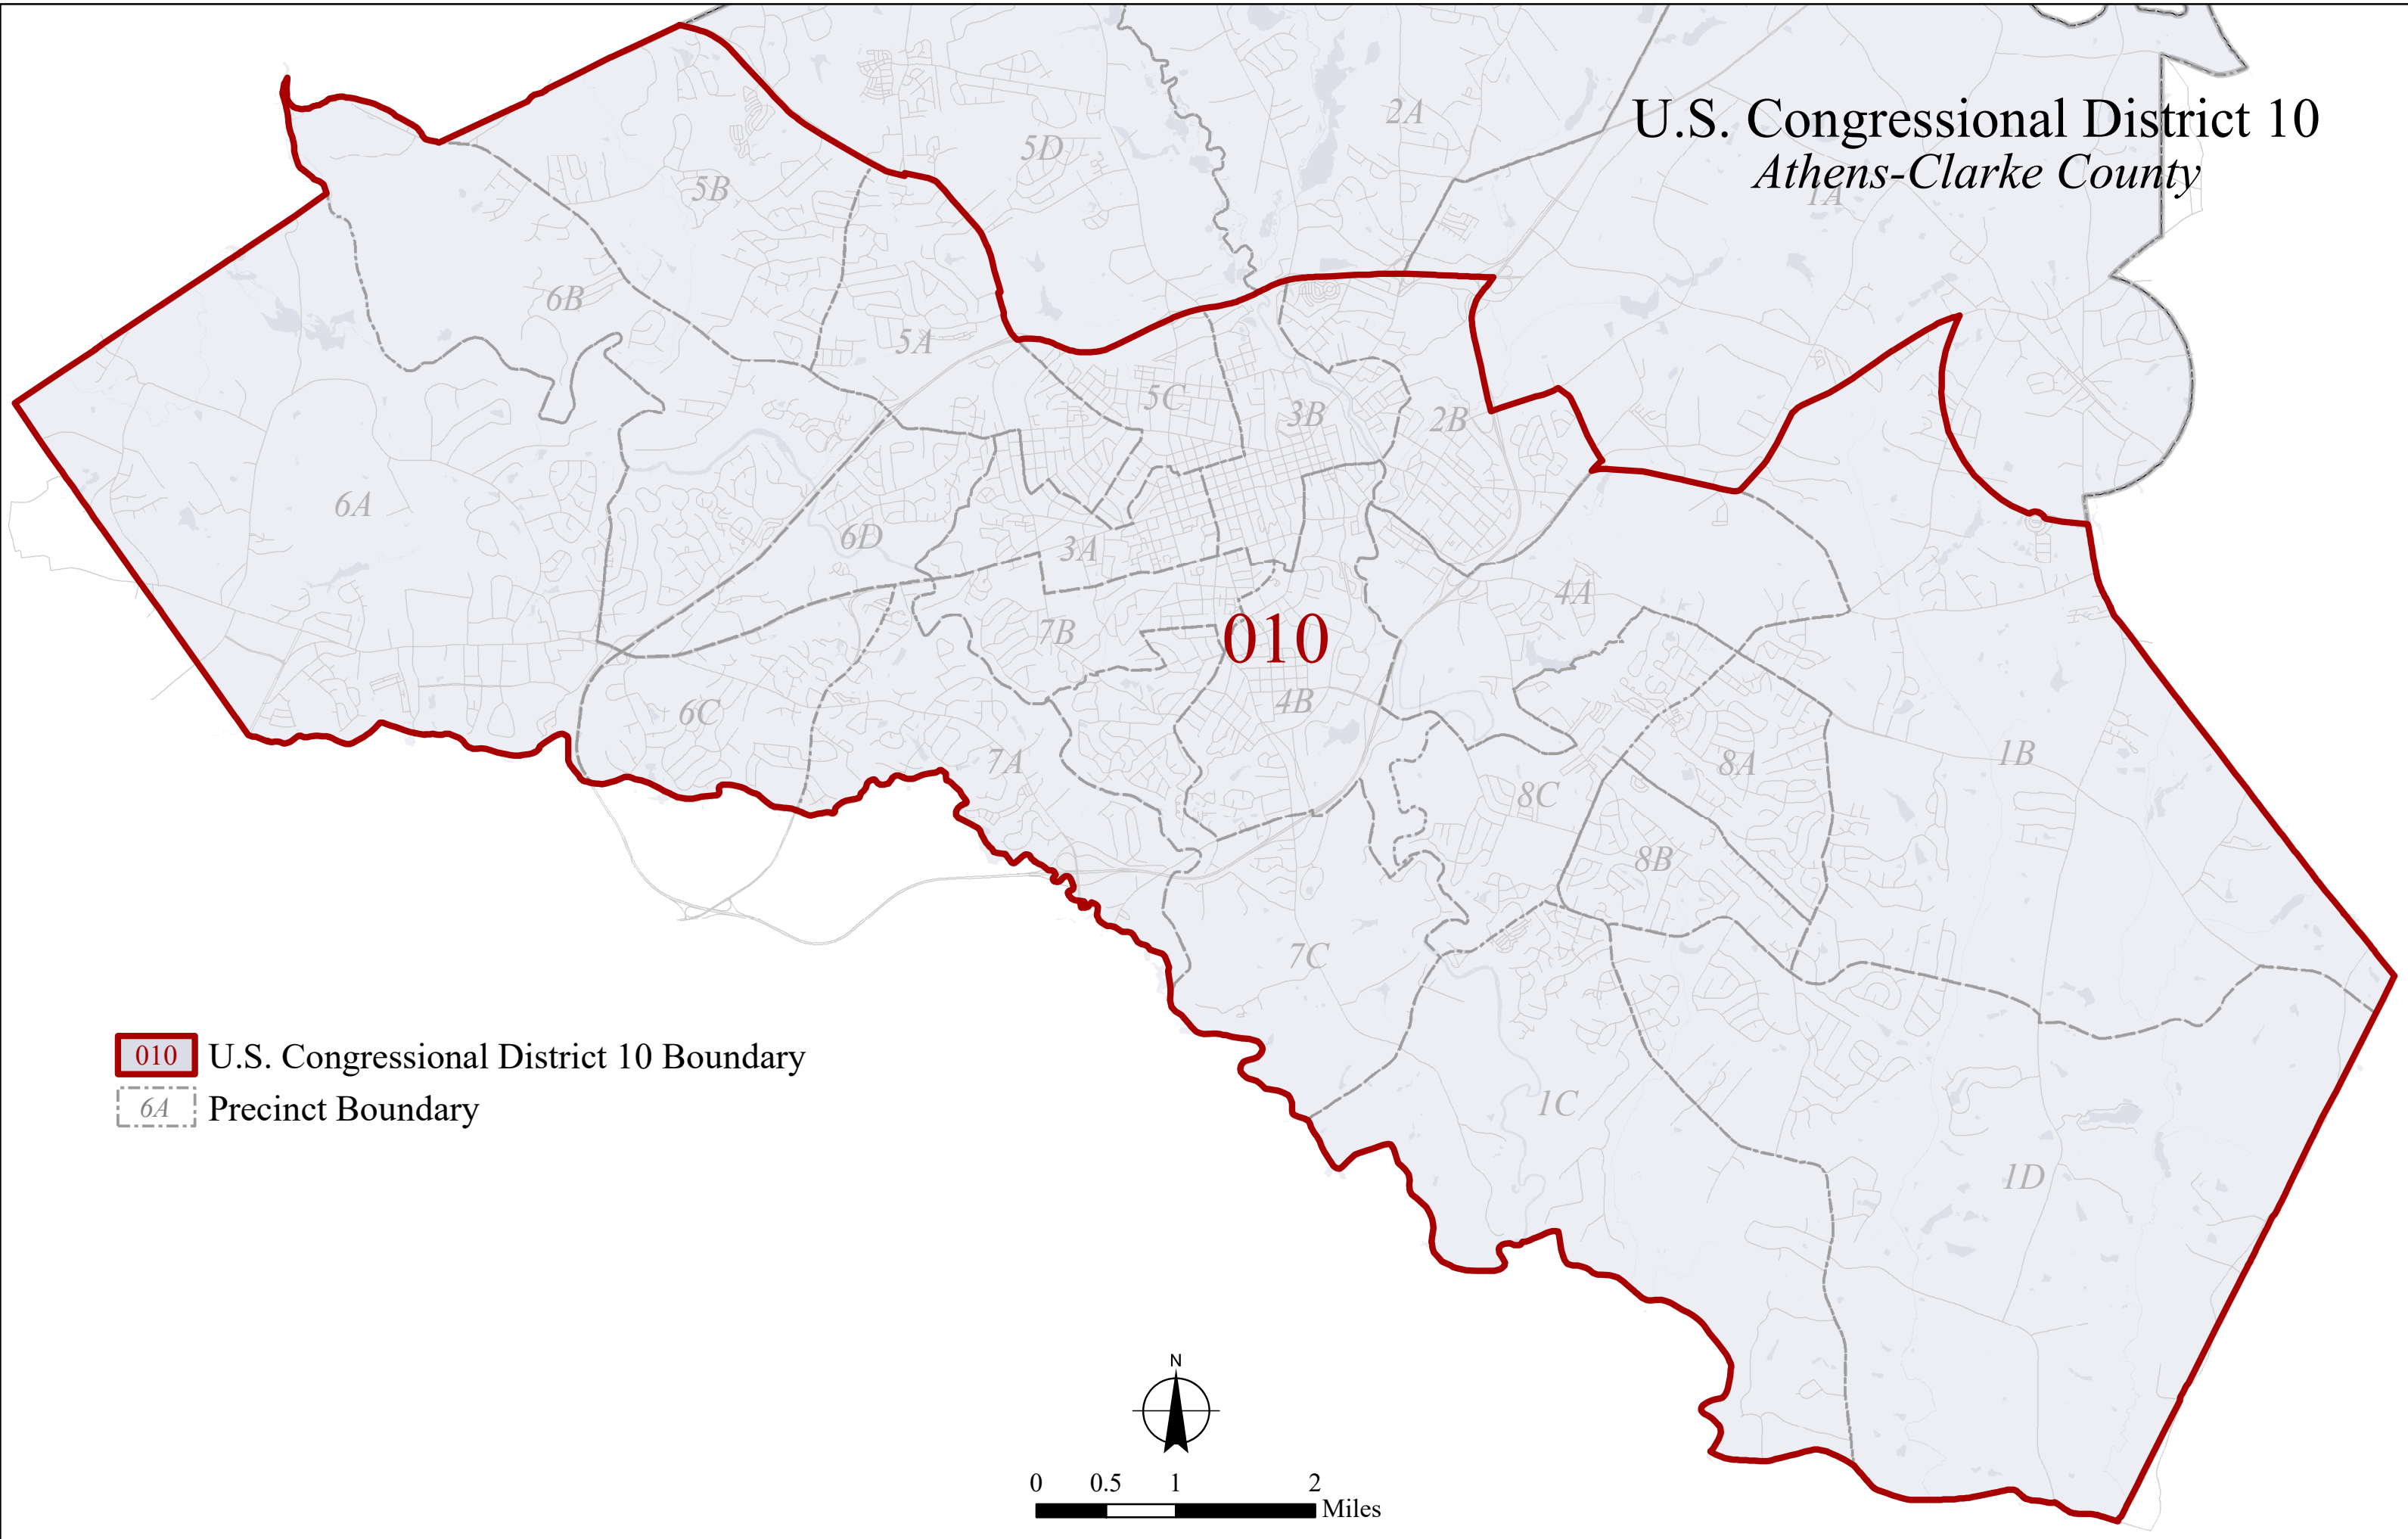 U.S. Congressional District 10
Athens-Clarke County
2A
5D
5B
1A
6B
5A
5C
3B
2B
6A
6D
3A
4A
7B
010
6C
4B
7A
8A
1B
8C
8B
7C
1C
1D
010 U.S. Congressional District 10 Boundary
6A Precinct Boundary
N
0 0.5 1 2
Miles